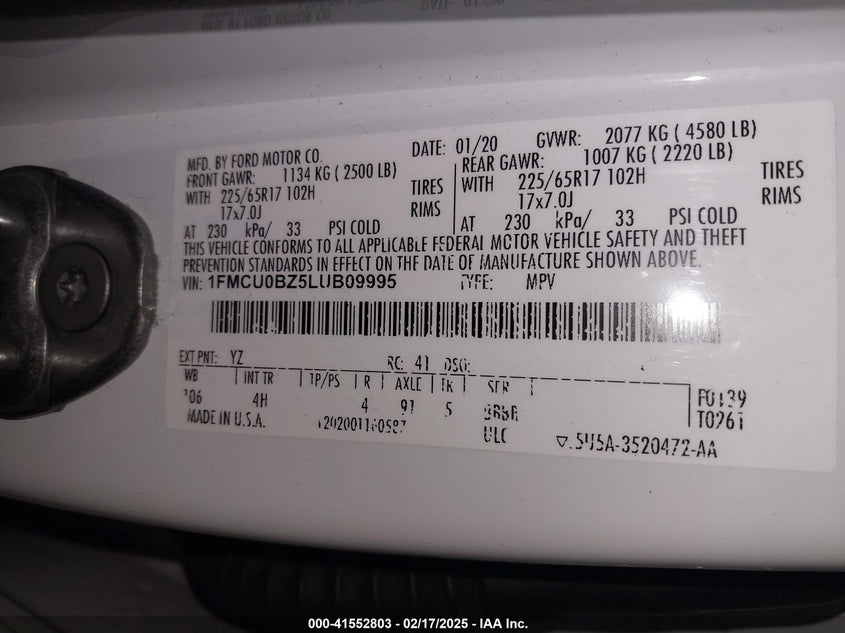 MFD. BY FORD MOTOR CO.
DATE: 01/20 GVWR: 2077 KG ( 4580 LB)
FRONT GAWR: 1134 KG ( 2500 LB)
REAR GAWR: 1007 KG ( 2220 LB)
WITH 225/65R17 102H TIRES
WITH 225/65R17 102H TIRES
17x7.0J RIMS
17x7.0J RIMS
AT 230 kPa/ 33 PSI COLD
AT 230 kPa/ 33 PSI COLD
THIS VEHICLE CONFORMS TO ALL APPLICABLE FEDERAL MOTOR VEHICLE SAFETY AND THEFT
PREVENTION STANDARDS IN EFFECT ON THE DATE OF MANUFACTURE SHOWN ABOVE.
VIN: 1FMCU0BZ5LUB09995 TYPE: MPV
EXT PNT: YZ RC: 41 DSO:
WB INT TR TP/PS R AXLE TR SPR
106 4H 4 91 5 BRBR
F0139
T0261
MADE IN U.S.A. ULC
5U5A-3520472-AA
000-41552803 - 02/17/2025 - IAA Inc.